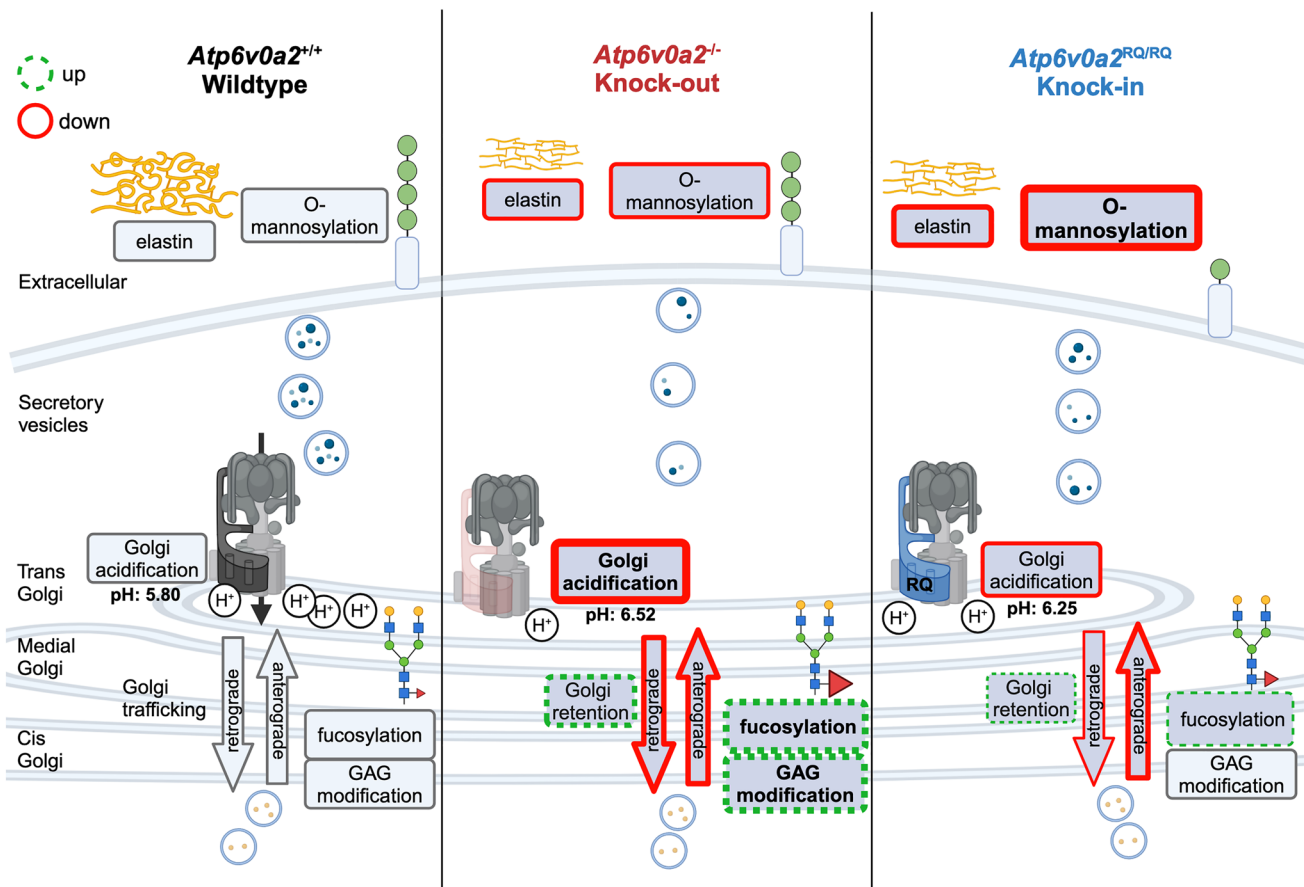 up
down
Atp6v0a2+/+
Wildtype
elastin
O-
mannosylation
Extracellular
Secretory
vesicles
Golgi
acidification
pH: 5.80
Trans
Golgi
H+
H+
H+
H+
Medial
Golgi
Golgi
trafficking
retrograde
anterograde
Cis
Golgi
fucosylation
GAG
modification
Atp6v0a2-/-
Knock-out
elastin
O-
mannosylation
Golgi
acidification
pH: 6.52
H+
Golgi
retention
retrograde
anterograde
fucosylation
GAG
modification
Atp6v0a2RQ/RQ
Knock-in
elastin
O-
mannosylation
RQ
Golgi
acidification
pH: 6.25
H+
H+
Golgi
retention
retrograde
anterograde
fucosylation
GAG
modification